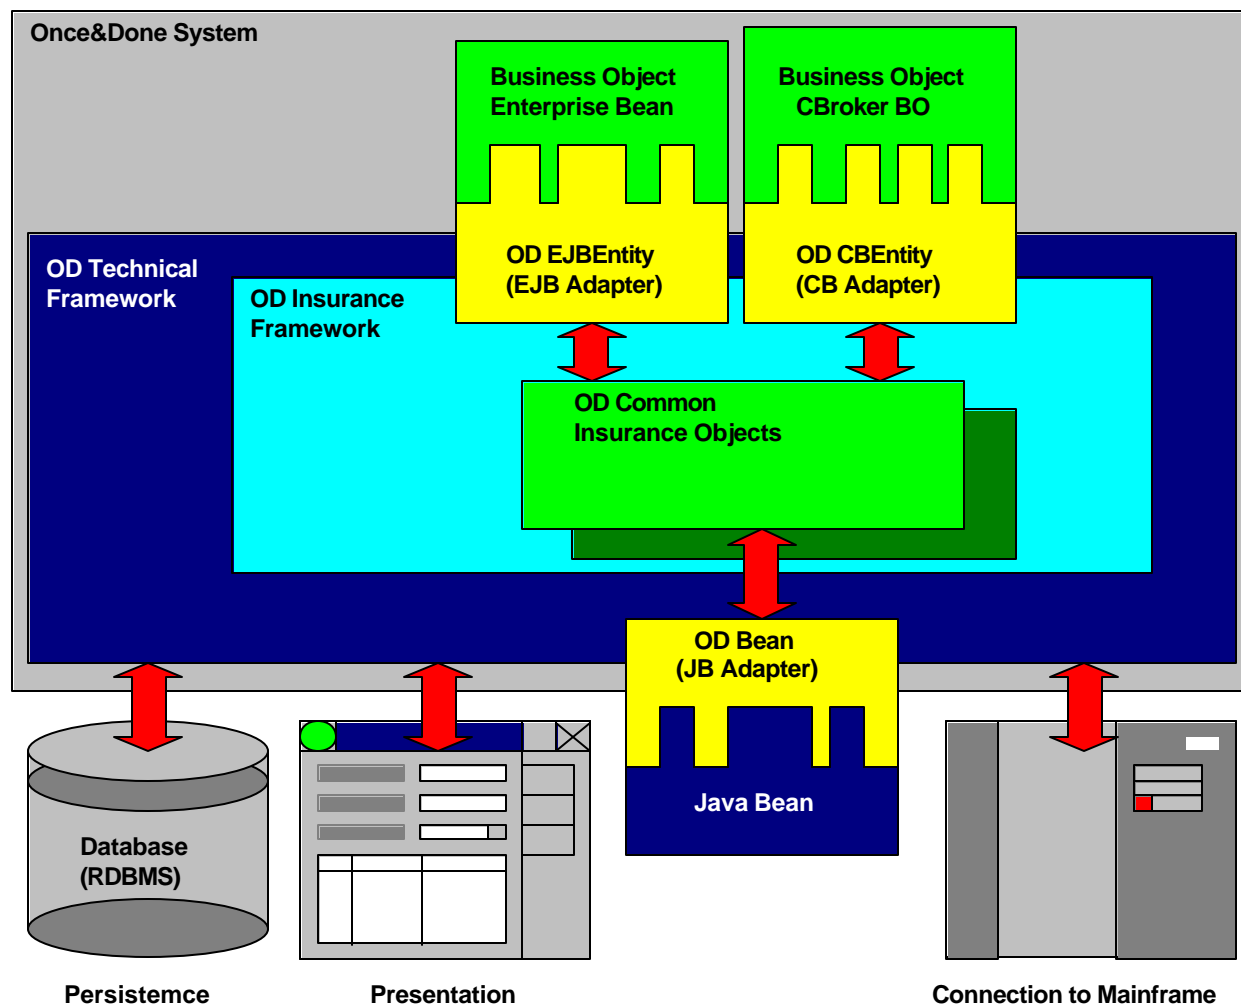 Once&Done System
Business Object
Enterprise Bean
Business Object
CBroker BO
OD EJBEntity
(EJB Adapter)
OD CBEntity
(CB Adapter)
OD Technical
Framework
OD Insurance
Framework
OD Common
Insurance Objects
OD Bean
(JB Adapter)
Java Bean
Database
(RDBMS)
Persistemce
Presentation
Connection to Mainframe